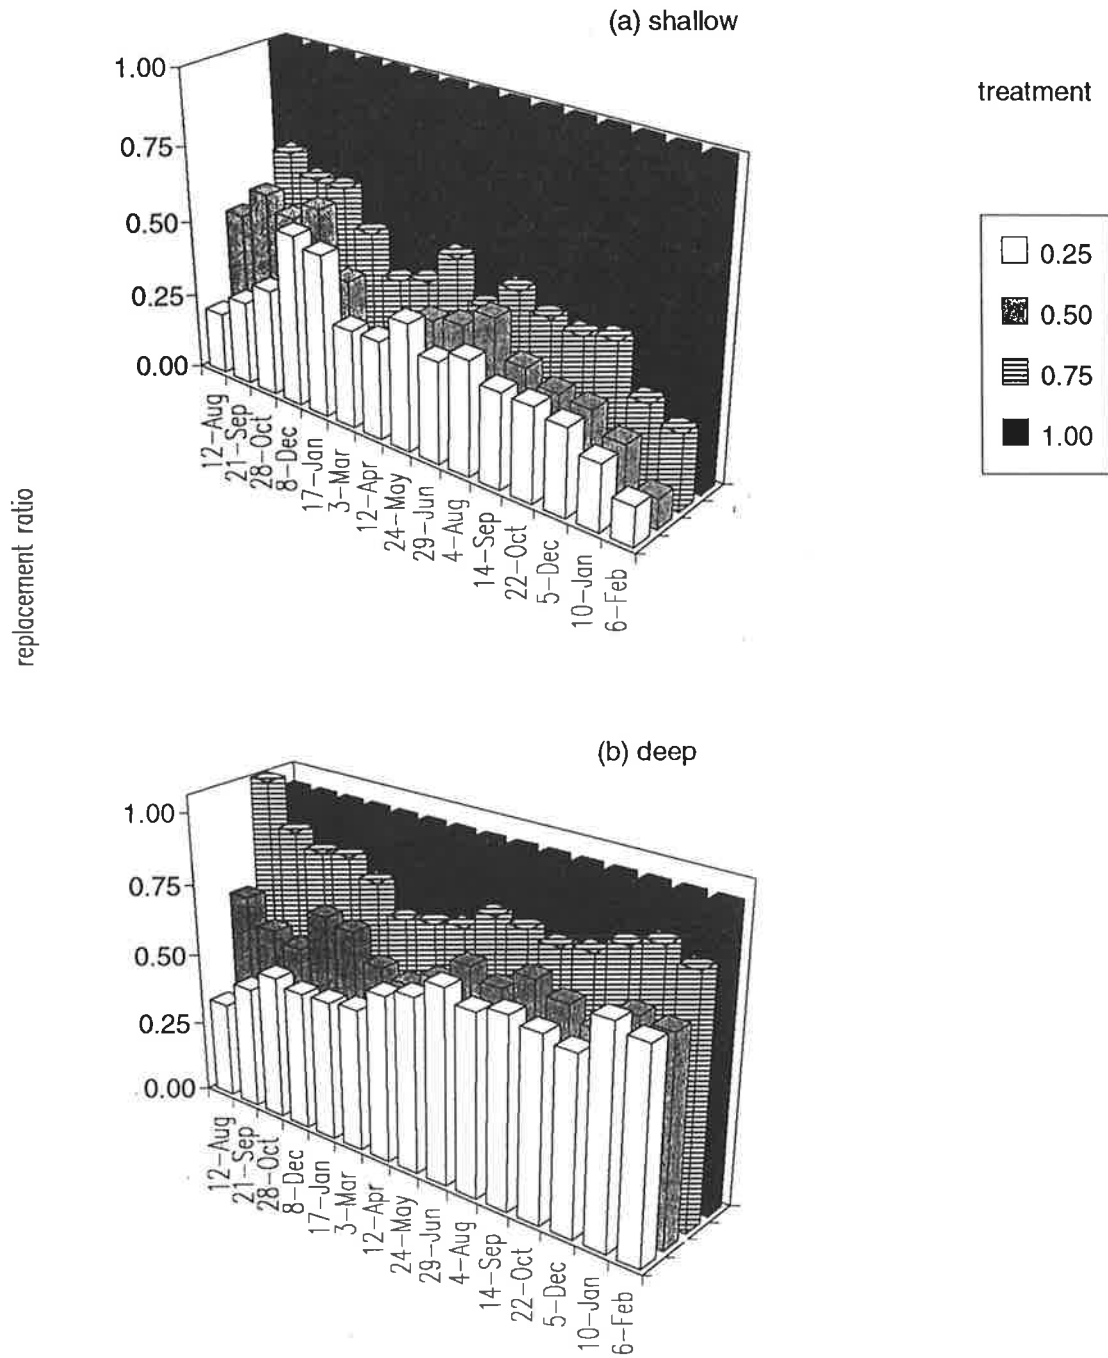 (a) shallow
treatment
1.00
0.75
0.50
0.25
0.00
0.25
0.50
0.75
1.00
12-Aug
21-Sep
28-Oct
8-Dec
17-Jan
3-Mar
12-Apr
24-May
29-Jun
4-Aug
14-Sep
22-Oct
5-Dec
10-Jan
6-Feb
replacement ratio
(b) deep
1.00
0.75
0.50
0.25
0.00
12-Aug
21-Sep
28-Oct
8-Dec
17-Jan
3-Mar
12-Apr
24-May
29-Jun
4-Aug
14-Sep
22-Oct
5-Dec
10-Jan
6-Feb